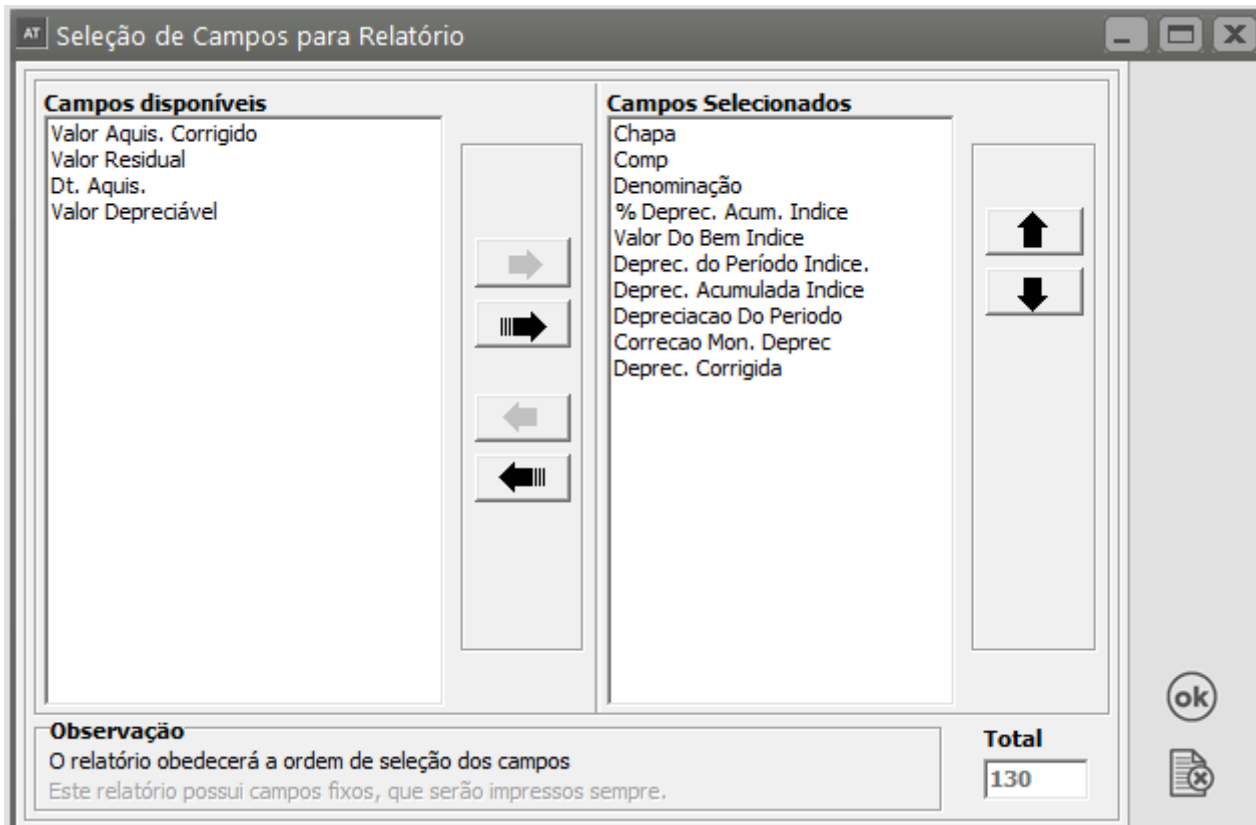 AT Seleção de Campos para Relatório
Campos disponíveis
Valor Aquis. Corrigido
Valor Residual
Dt. Aquis.
Valor Depreciável
Campos Selecionados
Chapa
Comp
Denominação
% Deprec. Acum. Indice
Valor Do Bem Indice
Deprec. do Período Indice.
Deprec. Acumulada Indice
Depreciacao Do Periodo
Correcao Mon. Deprec
Deprec. Corrigida
Observação
O relatório obedecerá a ordem de seleção dos campos
Este relatório possui campos fixos, que serão impressos sempre.
Total
130
ok